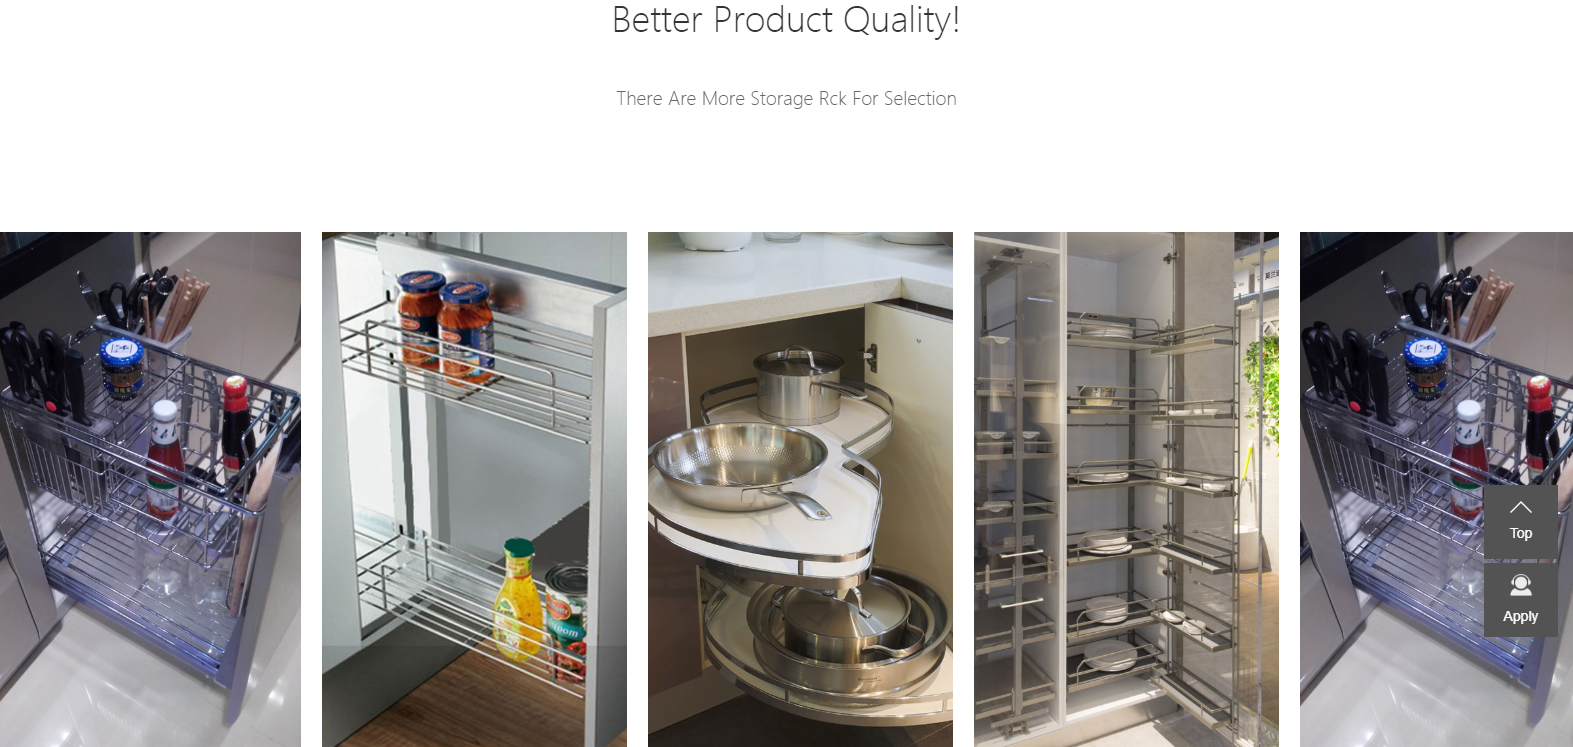 Better Product Quality!
There Are More Storage Rck For Selection
Top
Apply